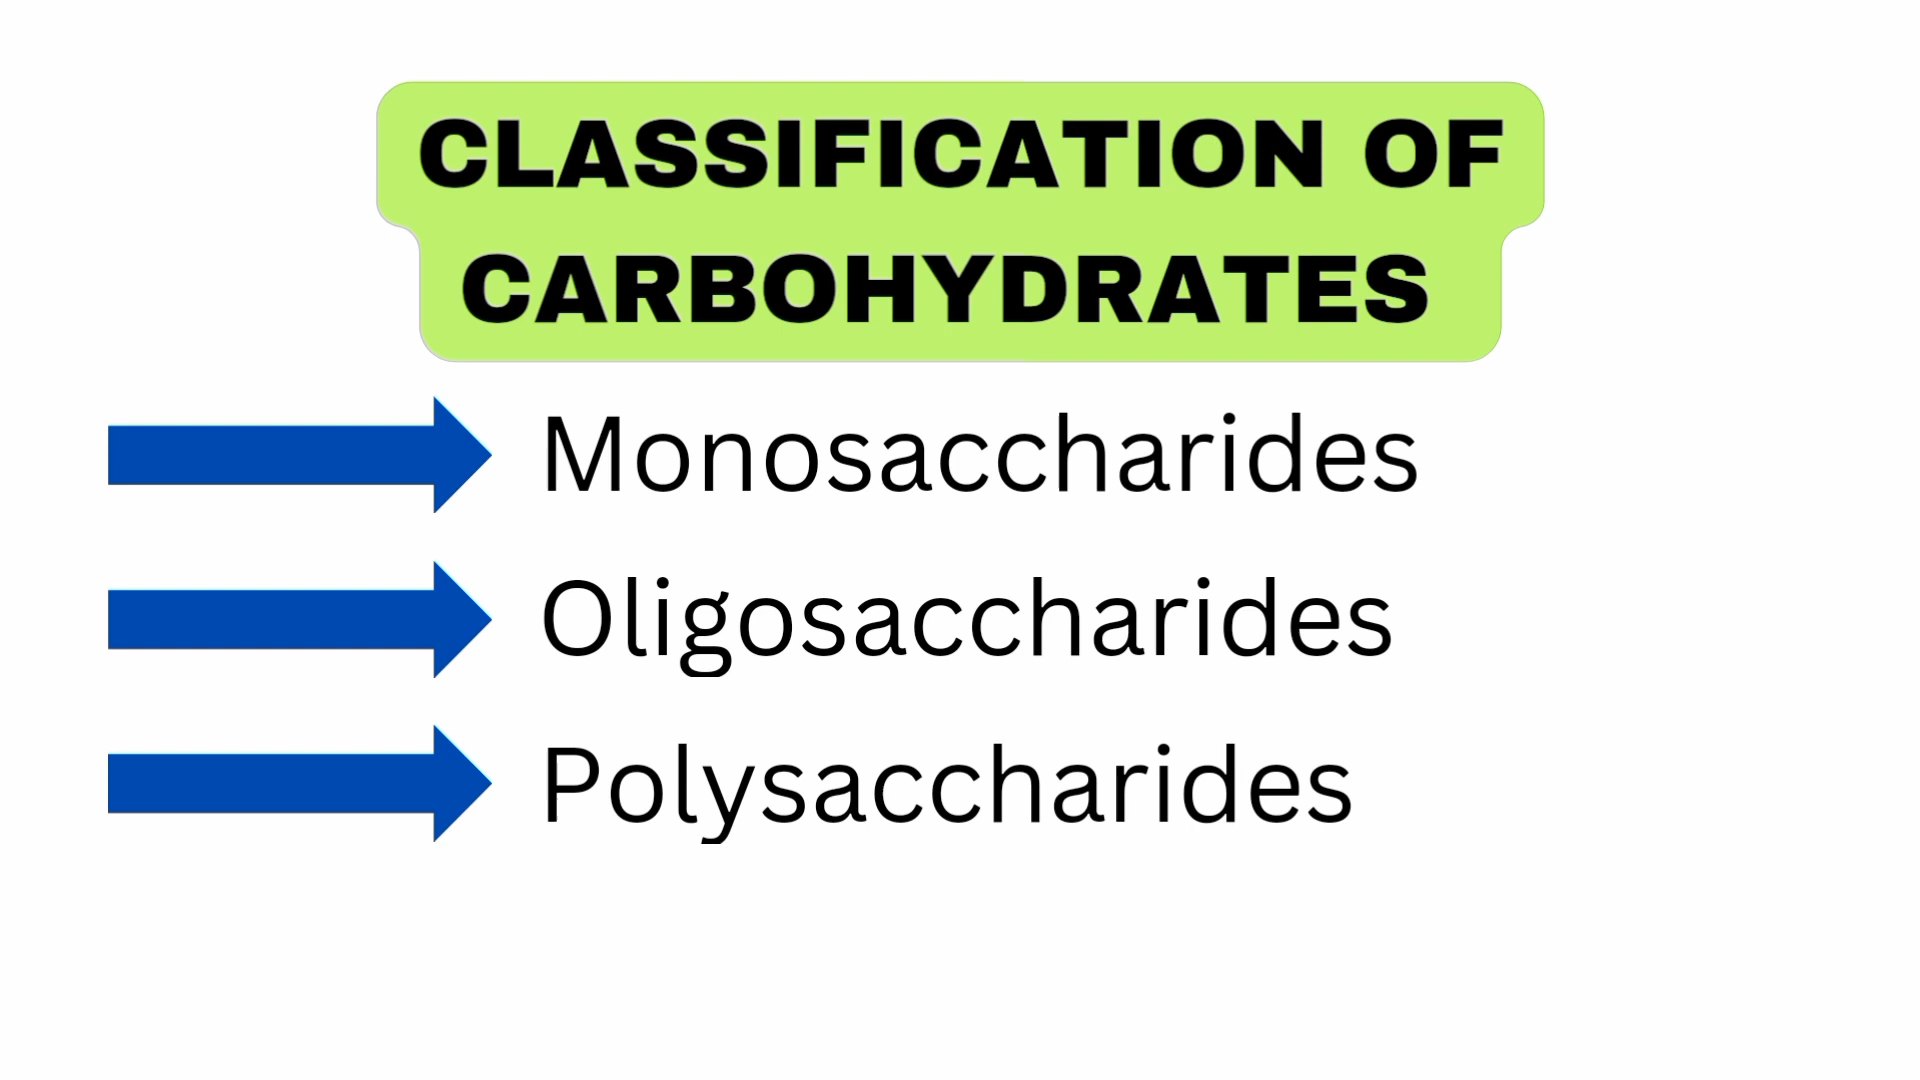 CLASSIFICATION OF
CARBOHYDRATES
Monosaccharides
Oligosaccharides
Polysaccharides